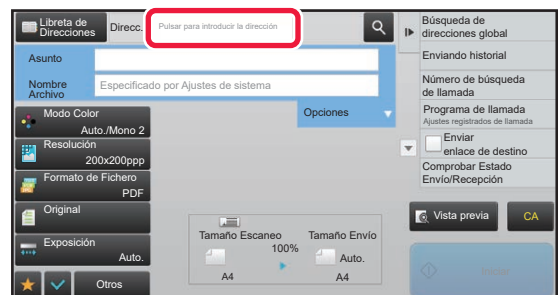 Libreta de
Direcciones
Direcc.
Pulsar para introducir la dirección
Asunto
Nombre
Archivo
Especificado por Ajustes de sistema
Opciones
Modo Color
Auto./Mono 2
Resolución
200x200ppp
Formato de Fichero
PDF
Original
Exposición
Auto.
Otros
Tamaño Escaneo
100%
A4
Tamaño Envío
Auto.
A4
Búsqueda de
direcciones global
Enviando historial
Número de búsqueda
de llamada
Programa de llamada
Ajustes registrados de llamada
Enviar
enlace de destino
Comprobar Estado
Envío/Recepción
Vista previa
CA